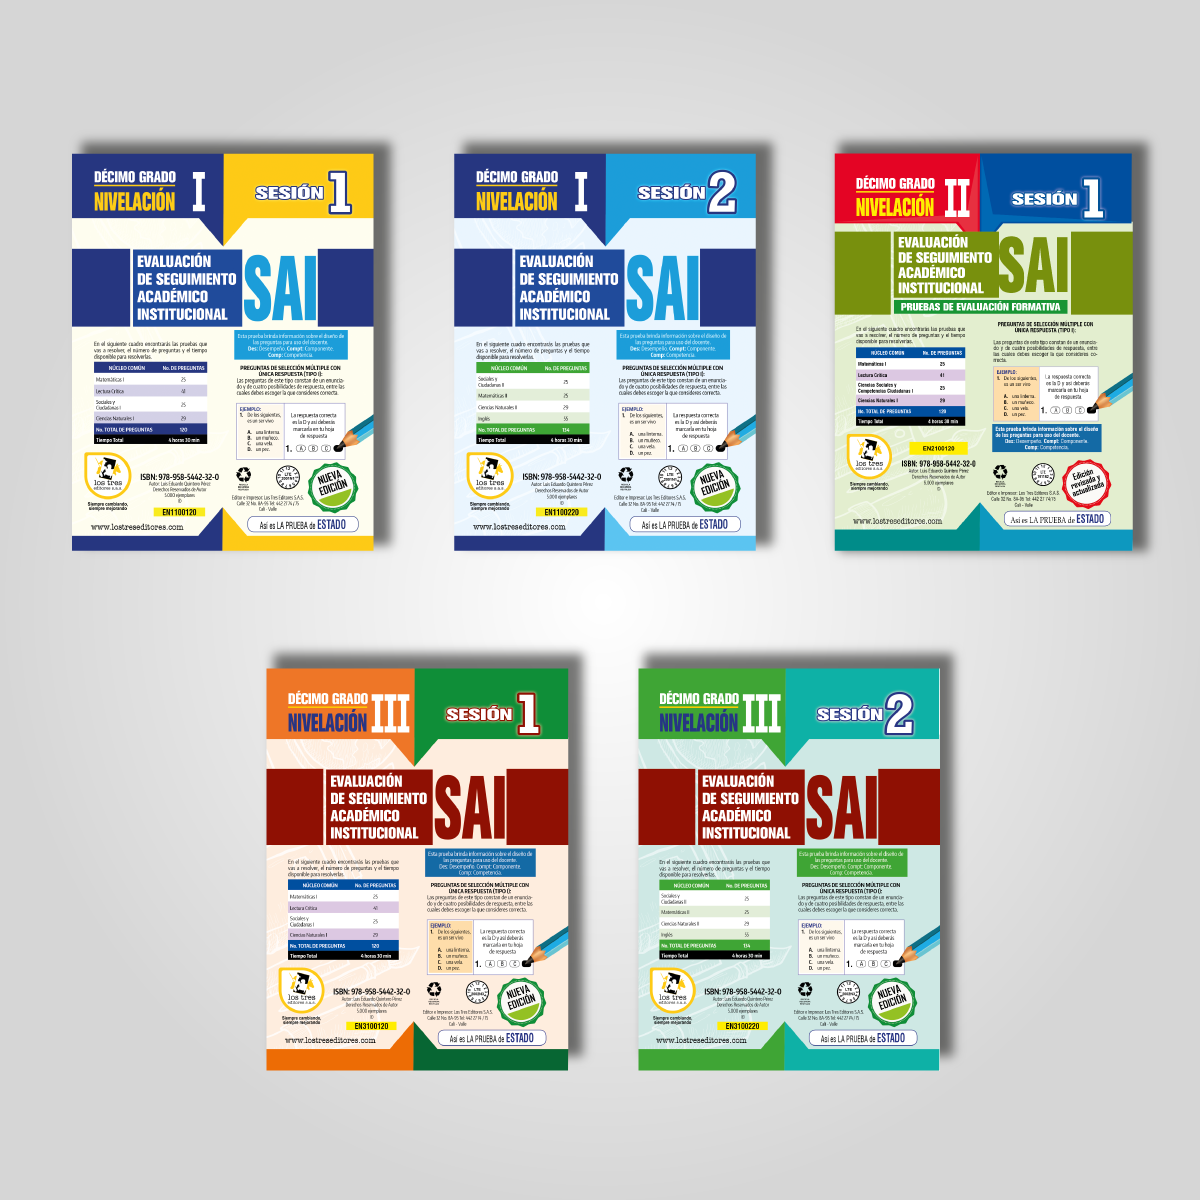 DÉCIMO GRADO
NIVELACIÓN I
SESIÓN 1
EVALUACIÓN
DE SEGUIMIENTO
ACADÉMICO
INSTITUCIONAL
SAI
En el siguiente cuadro encontrarás las pruebas que
vas a resolver, el número de preguntas y el tiempo
disponible para resolverlas.
NÚCLEO COMÚN No. DE PREGUNTAS
Matemáticas I 25
Lectura Crítica 41
Sociales y
Ciudadanas I 25
Ciencias Naturales I 29
No. TOTAL DE PREGUNTAS 120
Tiempo Total 4 horas 30 min
Esta prueba brinda información sobre el diseño de
las preguntas para uso del docente.
Des: Desempeño. Compt: Componente
Comp: Competencia.
PREGUNTAS DE SELECCIÓN MÚLTIPLE CON
ÚNICA RESPUESTA (TIPO I):
Las preguntas de este tipo constan de un enuncia-
do y de cuatro posibilidades de respuesta, entre las
cuales debes escoger la que consideres correcta.
EJEMPLO:
1. De los siguientes,
es un ser vivo
A. una linterna.
B. un muñeco.
C. una vela.
D. un pez.
La respuesta correcta
es la D y así deberás
marcarla en tu hoja
de respuesta
1. A B C
los tres
editores s.a.s.
Siempre cambiando,
siempre mejorando
ISBN: 978-958-5442-32-0
Autor: Luis Eduardo Quintero Pérez
Derechos Reservados de Autor
5.000 ejemplares
EN1100120
www.lostreseditores.com
NUEVA
EDICIÓN
Editor e Impresor: Los Tres Editores S.A.S.
Calle 32 No. 8A-95 Tel: 442 27 74 / 75
Cali - Valle
Así es LA PRUEBA de ESTADO
DÉCIMO GRADO
NIVELACIÓN I
SESIÓN 2
EVALUACIÓN
DE SEGUIMIENTO
ACADÉMICO
INSTITUCIONAL
SAI
En el siguiente cuadro encontrarás las pruebas que
vas a resolver, el número de preguntas y el tiempo
disponible para resolverlas.
NÚCLEO COMÚN No. DE PREGUNTAS
Sociales y
Ciudadanas II 25
Matemáticas II 25
Ciencias Naturales II 29
Inglés 55
No. TOTAL DE PREGUNTAS 134
Tiempo Total 4 horas 30 min
Esta prueba brinda información sobre el diseño de
las preguntas para uso del docente.
Des: Desempeño. Compt: Componente.
Comp: Competencia.
PREGUNTAS DE SELECCIÓN MÚLTIPLE CON
ÚNICA RESPUESTA (TIPO I):
Las preguntas de este tipo constan de un enuncia-
do y de cuatro posibilidades de respuesta, entre las
cuales debes escoger la que consideres correcta.
EJEMPLO:
1. De los siguientes,
es un ser vivo
A. una linterna.
B. un muñeco.
C. una vela.
D. un pez.
La respuesta correcta
es la D y así deberás
marcarla en tu hoja
de respuesta
1. A B C
los tres
editores s.a.s.
Siempre cambiando,
siempre mejorando
ISBN: 978-958-5442-32-0
Autor: Luis Eduardo Quintero Pérez
Derechos Reservados de Autor
5.000 ejemplares
EN1100220
www.lostreseditores.com
NUEVA
EDICIÓN
Editor e Impresor: Los Tres Editores S.A.S.
Calle 32 No. 8A-95 Tel: 442 27 74 / 75
Cali - Valle
Así es LA PRUEBA de ESTADO
DÉCIMO GRADO
NIVELACIÓN II
SESIÓN 1
EVALUACIÓN
DE SEGUIMIENTO
ACADÉMICO
INSTITUCIONAL
SAI
PRUEBAS DE EVALUACIÓN FORMATIVA
En el siguiente cuadro encontrarás las pruebas que
vas a resolver, el número de preguntas y el tiempo
disponible para resolverlas.
NÚCLEO COMÚN No. DE PREGUNTAS
Matemáticas I 25
Lectura Crítica 41
Ciencias Sociales y
Competencias Ciudadanas I 25
Ciencias Naturales I 29
No. TOTAL DE PREGUNTAS 120
Tiempo Total 4 horas 30 min
PREGUNTAS DE SELECCIÓN MÚLTIPLE CON
ÚNICA RESPUESTA (TIPO I):
Las preguntas de este tipo constan de un enuncia-
do y de cuatro posibilidades de respuesta, entre
las cuales debes escoger la que consideres co-
rrecta.
EJEMPLO:
1. De los siguientes,
es un ser vivo
A. una linterna.
B. un muñeco.
C. una vela.
D. un pez.
La respuesta correcta
es la D y así deberás
marcarla en tu hoja
de respuesta
1. A B C
Esta prueba brinda información sobre el diseño
de las preguntas para uso del docente.
Des: Desempeño. Compt: Componente.
Comp: Competencia.
los tres
editores s.a.s.
Siempre cambiando,
siempre mejorando
EN2100120
ISBN: 978-958-5442-32-0
Autor: Luis Eduardo Quintero Pérez
Derechos Reservados de Autor
5.000 ejemplares
www.lostreseditores.com
Edición
revisada y
actualizada
Editor e Impresor: Los Tres Editores S.A.S.
Calle 32 No. 8A-95 Tel: 442 27 74/75
Cali - Valle
Así es LA PRUEBA de ESTADO
DÉCIMO GRADO
NIVELACIÓN III
SESIÓN 1
EVALUACIÓN
DE SEGUIMIENTO
ACADÉMICO
INSTITUCIONAL
SAI
En el siguiente cuadro encontrarás las pruebas que
vas a resolver, el número de preguntas y el tiempo
disponible para resolverlas.
NÚCLEO COMÚN No. DE PREGUNTAS
Matemáticas I 25
Lectura Crítica 41
Sociales y
Ciudadanas I 25
Ciencias Naturales I 29
No. TOTAL DE PREGUNTAS 120
Tiempo Total 4 horas 30 min
Esta prueba brinda información sobre el diseño de
las preguntas para uso del docente.
Des: Desempeño. Compt: Componente.
Comp: Competencia.
PREGUNTAS DE SELECCIÓN MÚLTIPLE CON
ÚNICA RESPUESTA (TIPO I):
Las preguntas de este tipo constan de un enuncia-
do y de cuatro posibilidades de respuesta, entre las
cuales debes escoger la que consideres correcta.
EJEMPLO:
1. De los siguientes,
es un ser vivo
A. una linterna.
B. un muñeco.
C. una vela.
D. un pez.
La respuesta correcta
es la D y así deberás
marcarla en tu hoja
de respuesta
1. A B C
los tres
editores s.a.s.
Siempre cambiando,
siempre mejorando
ISBN: 978-958-5442-32-0
Autor: Luis Eduardo Quintero Pérez
Derechos Reservados de Autor
5.000 ejemplares
EN3100120
www.lostreseditores.com
NUEVA
EDICIÓN
Editor e Impresor: Los Tres Editores S.A.S.
Calle 32 No. 8A-95 Tel: 442 27 74 / 75
Cali - Valle
Así es LA PRUEBA de ESTADO
DÉCIMO GRADO
NIVELACIÓN III
SESIÓN 2
EVALUACIÓN
DE SEGUIMIENTO
ACADÉMICO
INSTITUCIONAL
SAI
En el siguiente cuadro encontrarás las pruebas que
vas a resolver, el número de preguntas y el tiempo
disponible para resolverlas.
NÚCLEO COMÚN No. DE PREGUNTAS
Sociales y
Ciudadanas II 25
Matemáticas II 25
Ciencias Naturales II 29
Inglés 55
No. TOTAL DE PREGUNTAS 134
Tiempo Total 4 horas 30 min
Esta prueba brinda información sobre el diseño de
las preguntas para uso del docente.
Des: Desempeño. Compt: Componente.
Comp: Competencia.
PREGUNTAS DE SELECCIÓN MÚLTIPLE CON
ÚNICA RESPUESTA (TIPO I):
Las preguntas de este tipo constan de un enuncia-
do y de cuatro posibilidades de respuesta, entre las
cuales debes escoger la que consideres correcta.
EJEMPLO:
1. De los siguientes,
es un ser vivo
A. una linterna.
B. un muñeco.
C. una vela.
D. un pez.
La respuesta correcta
es la D y así deberás
marcarla en tu hoja
de respuesta
1. A B C
los tres
editores s.a.s.
Siempre cambiando,
siempre mejorando
ISBN: 978-958-5442-32-0
Autor: Luis Eduardo Quintero Pérez
Derechos Reservados de Autor
5.000 ejemplares
EN3100220
www.lostreseditores.com
NUEVA
EDICIÓN
Editor e Impresor: Los Tres Editores S.A.S.
Calle 32 No. 8A-95 Tel: 442 27 74 / 75
Cali - Valle
Así es LA PRUEBA de ESTADO